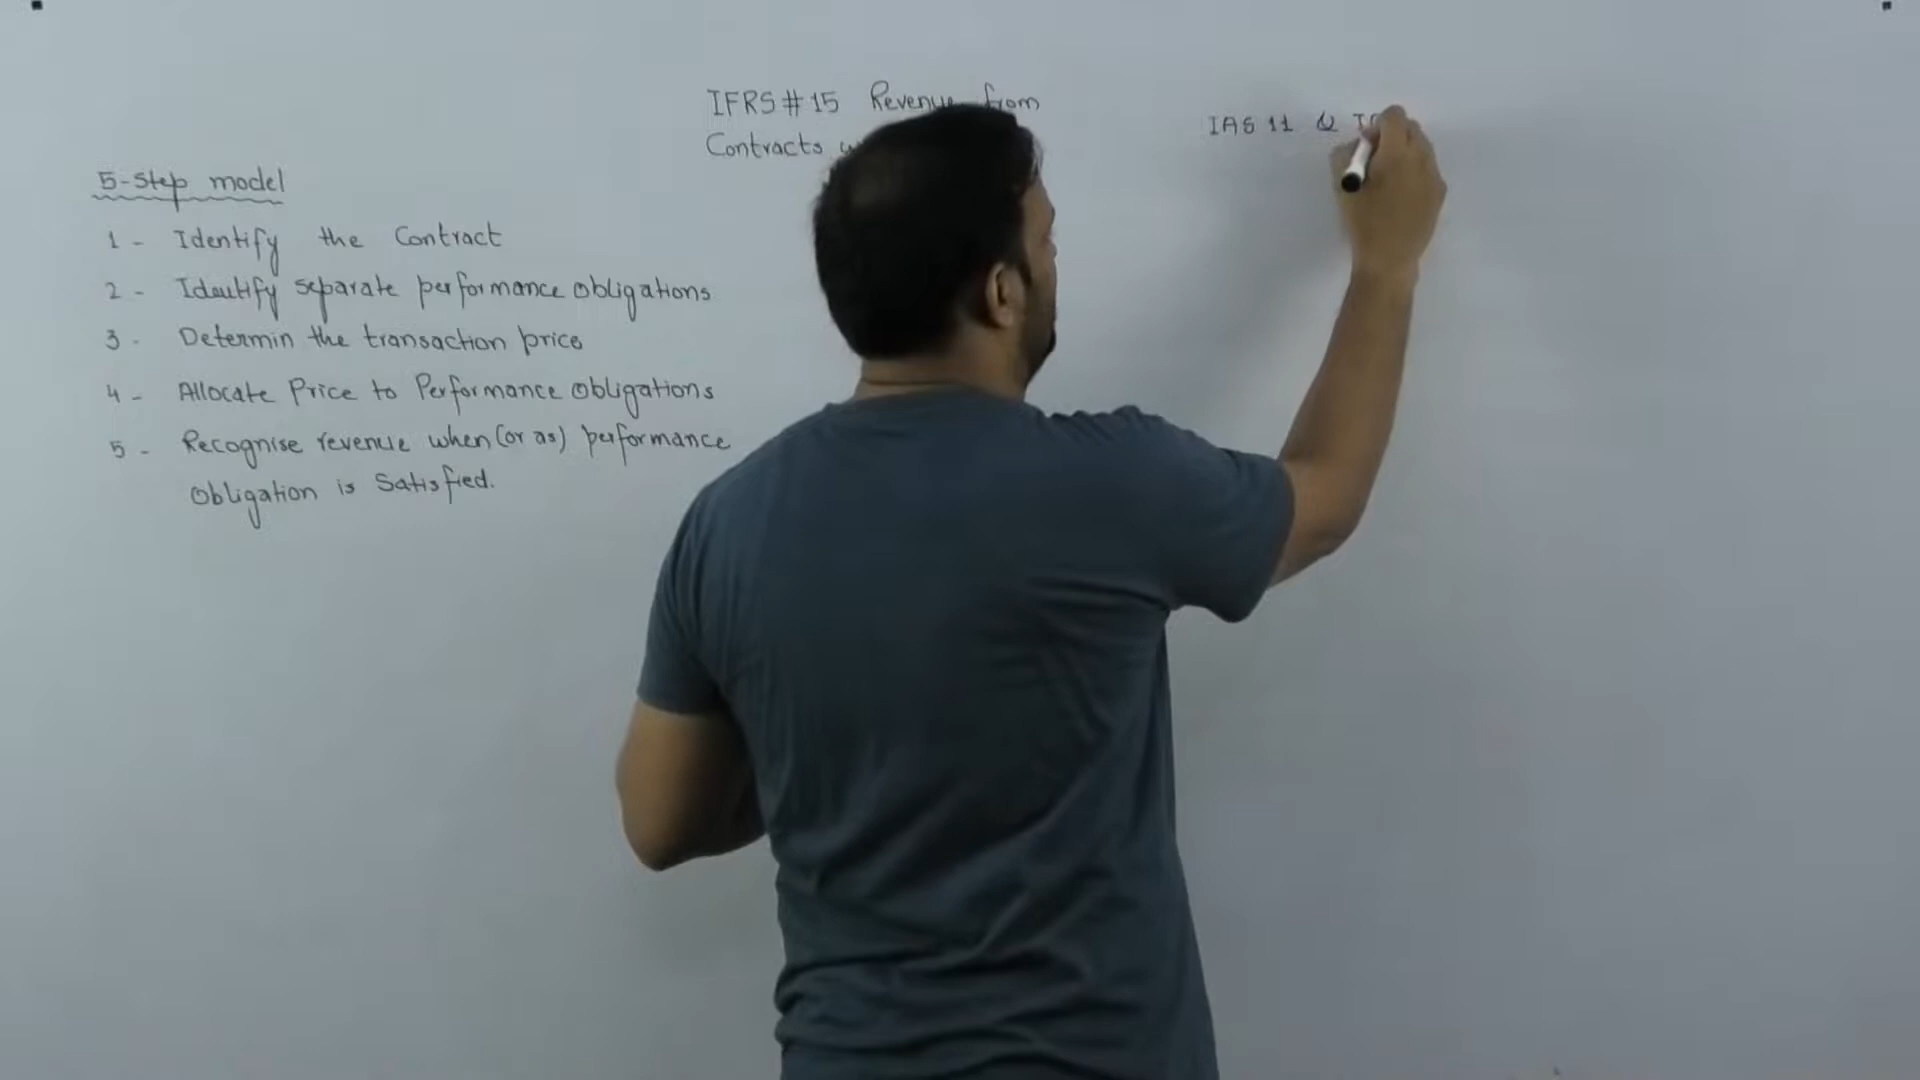 IFRS # 15 Revenue from
Contracts
IAS 11 &
5-Step model
1 - Identify the Contract
2 - Identify separate performance obligations
3 - Determin the transaction price
4 - Allocate Price to Performance obligations
5 - Recognise revenue when (or as) performance
obligation is Satisfied.